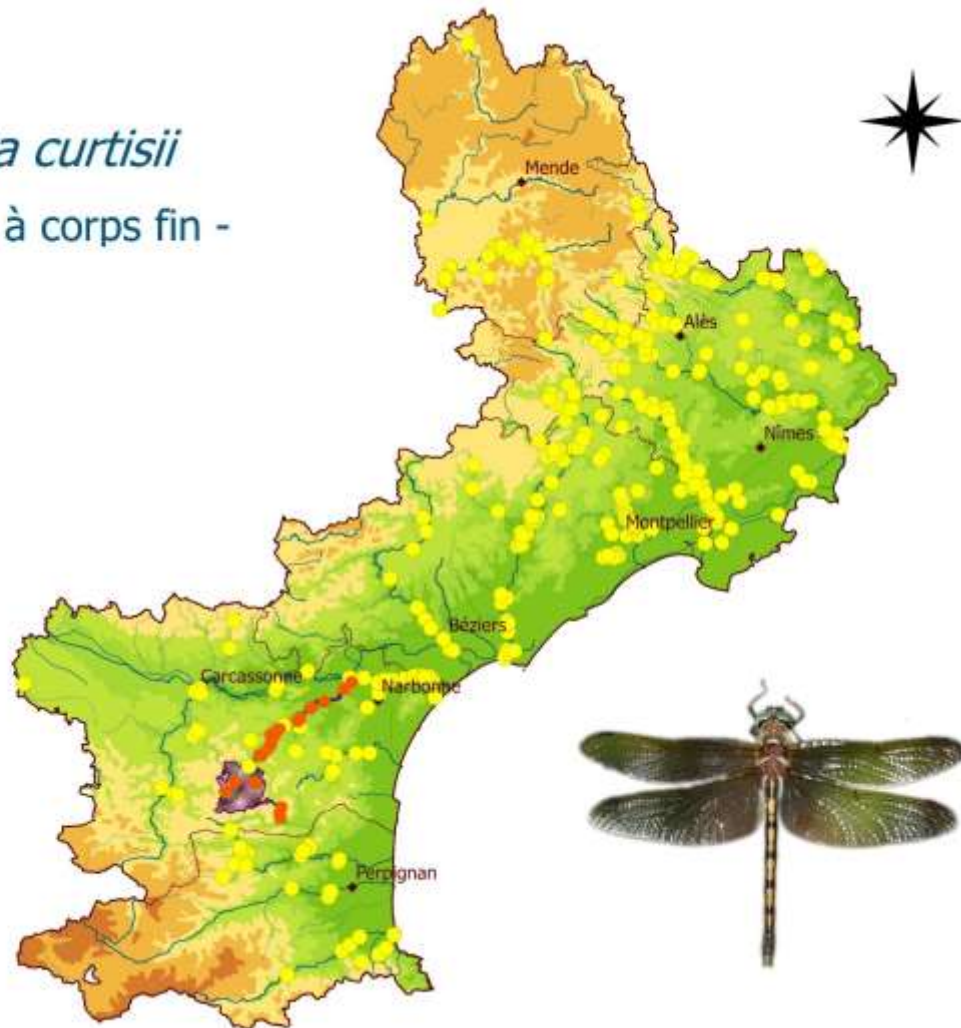 a curtisii
à corps fin -
Mende
Alès
Nîmes
Montpellier
Béziers
Carcassonne
Narbonne
Perpignan